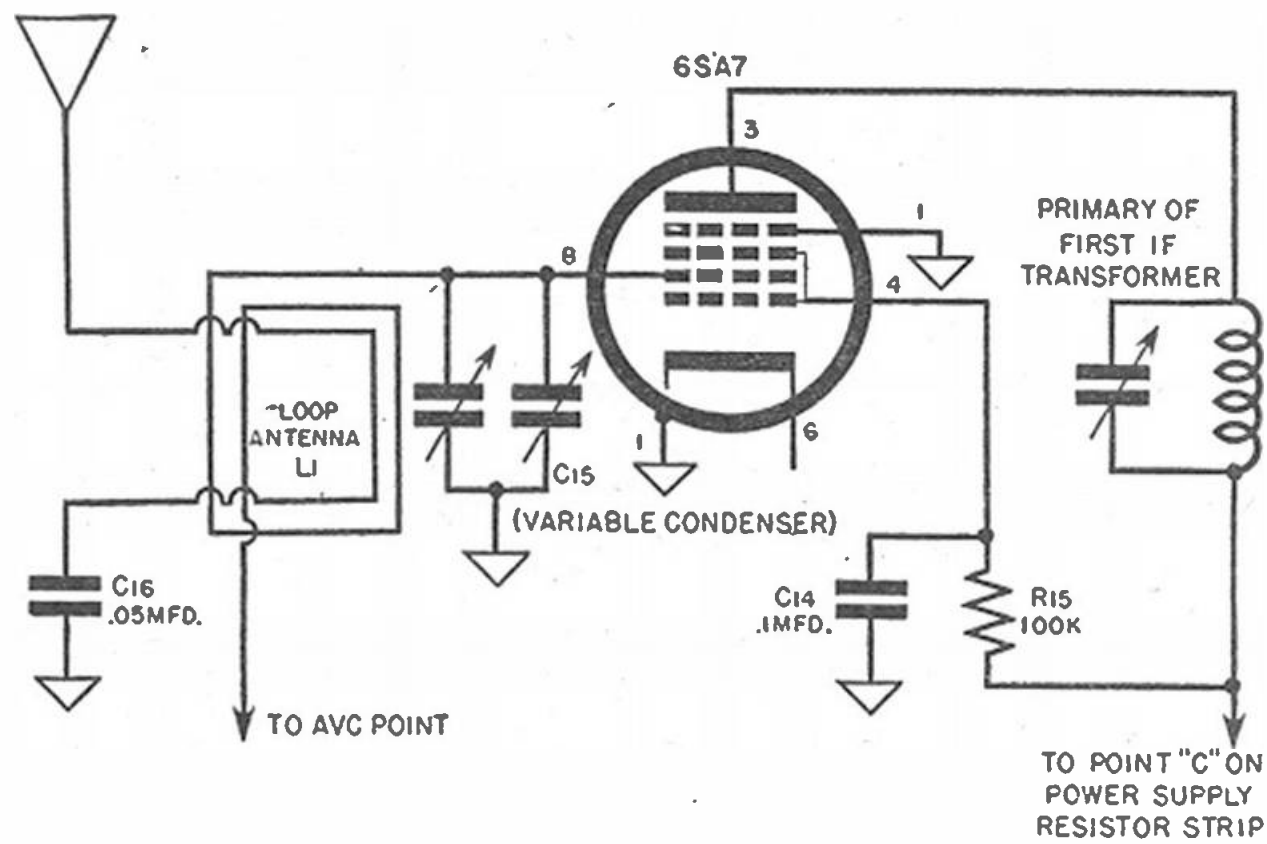 6SA7
3
1
PRIMARY OF
FIRST IF
TRANSFORMER
8
4
LOOP
ANTENNA
L1
1
6
C15
(VARIABLE CONDENSER)
C16
.05MFD.
C14
.1MFD.
R15
100K
TO AVC POINT
TO POINT "C" ON
POWER SUPPLY
RESISTOR STRIP